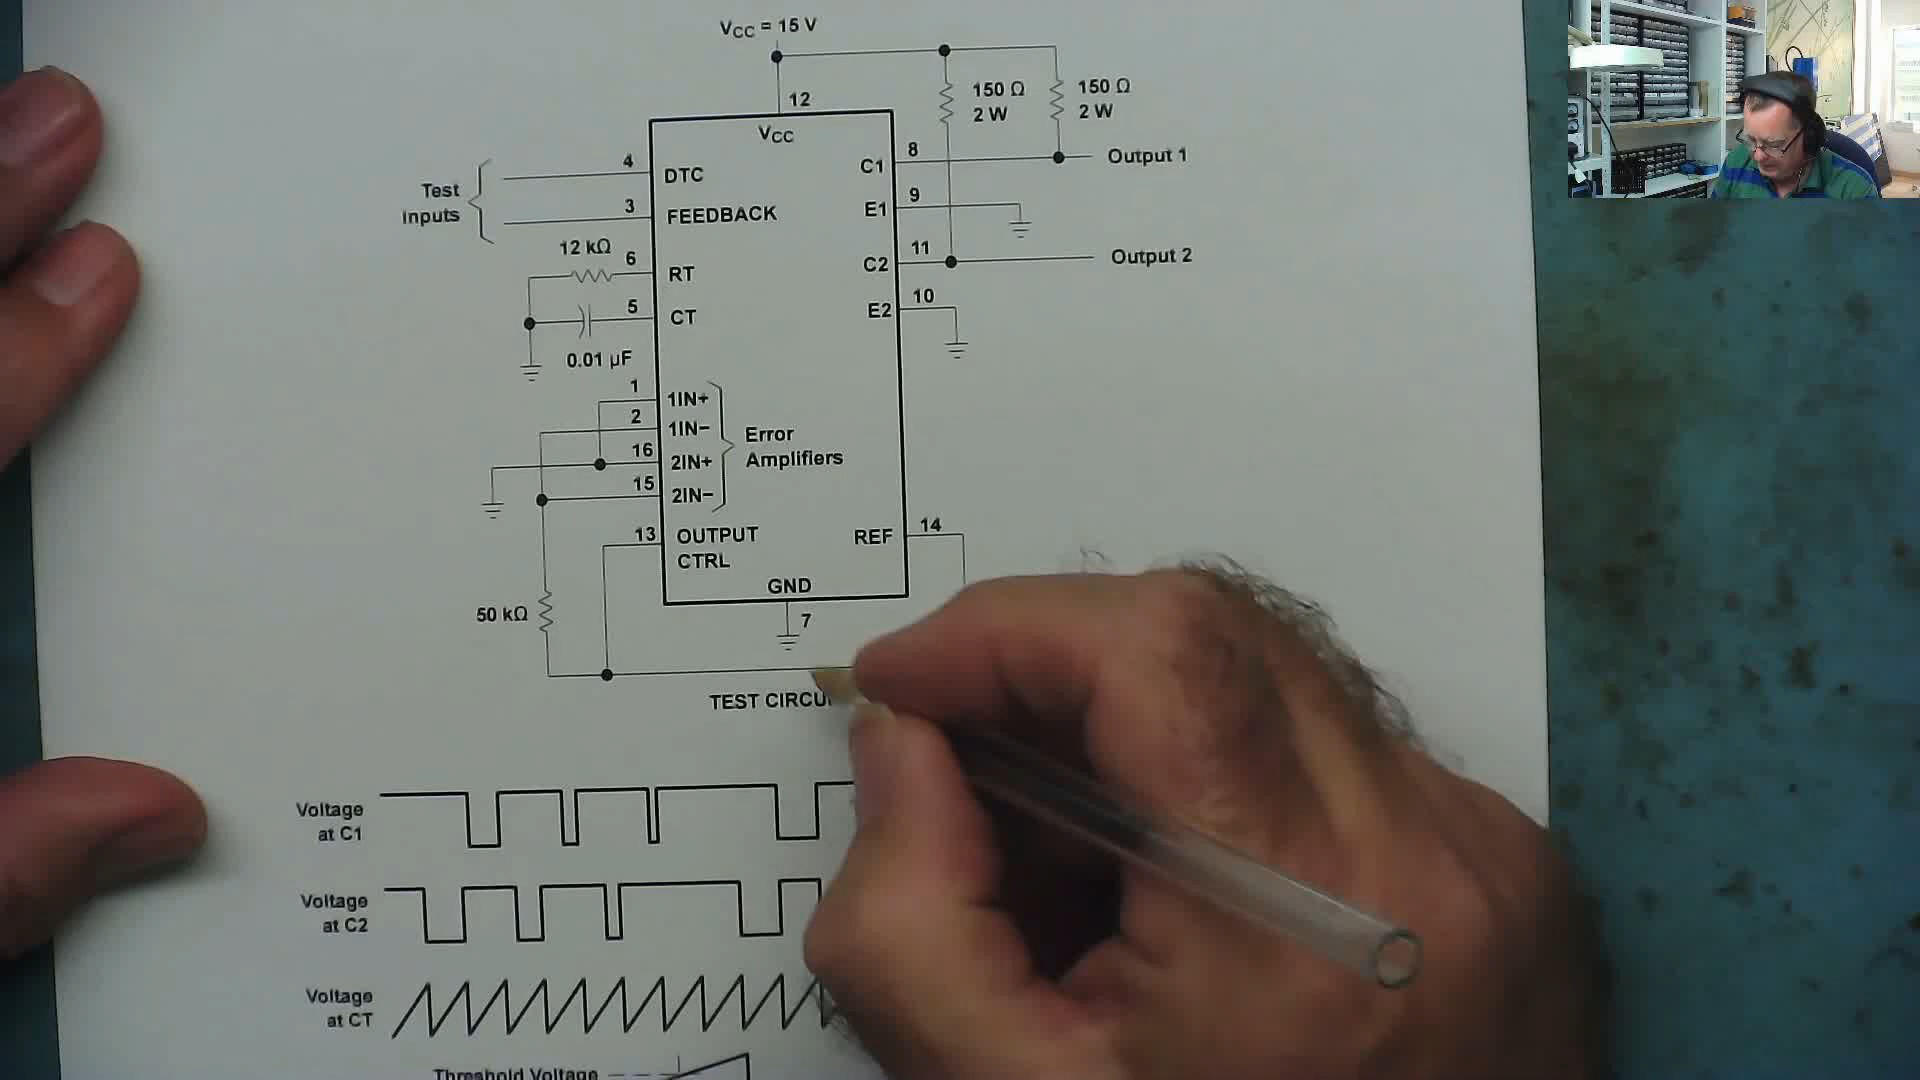 VCC = 15 V
150 Ω
2 W
150 Ω
2 W
12
VCC
4
DTC
C1
8
Output 1
Test
Inputs
3
FEEDBACK
E1
9
12 kΩ
6
RT
C2
11
Output 2
5
CT
E2
10
0.01 µF
1
1IN+
2
1IN−
16
2IN+
15
2IN−
Error
Amplifiers
13
OUTPUT
CTRL
REF
14
GND
7
50 kΩ
TEST
Voltage
at C1
Voltage
at C2
Voltage
at CT
Threshold Voltage